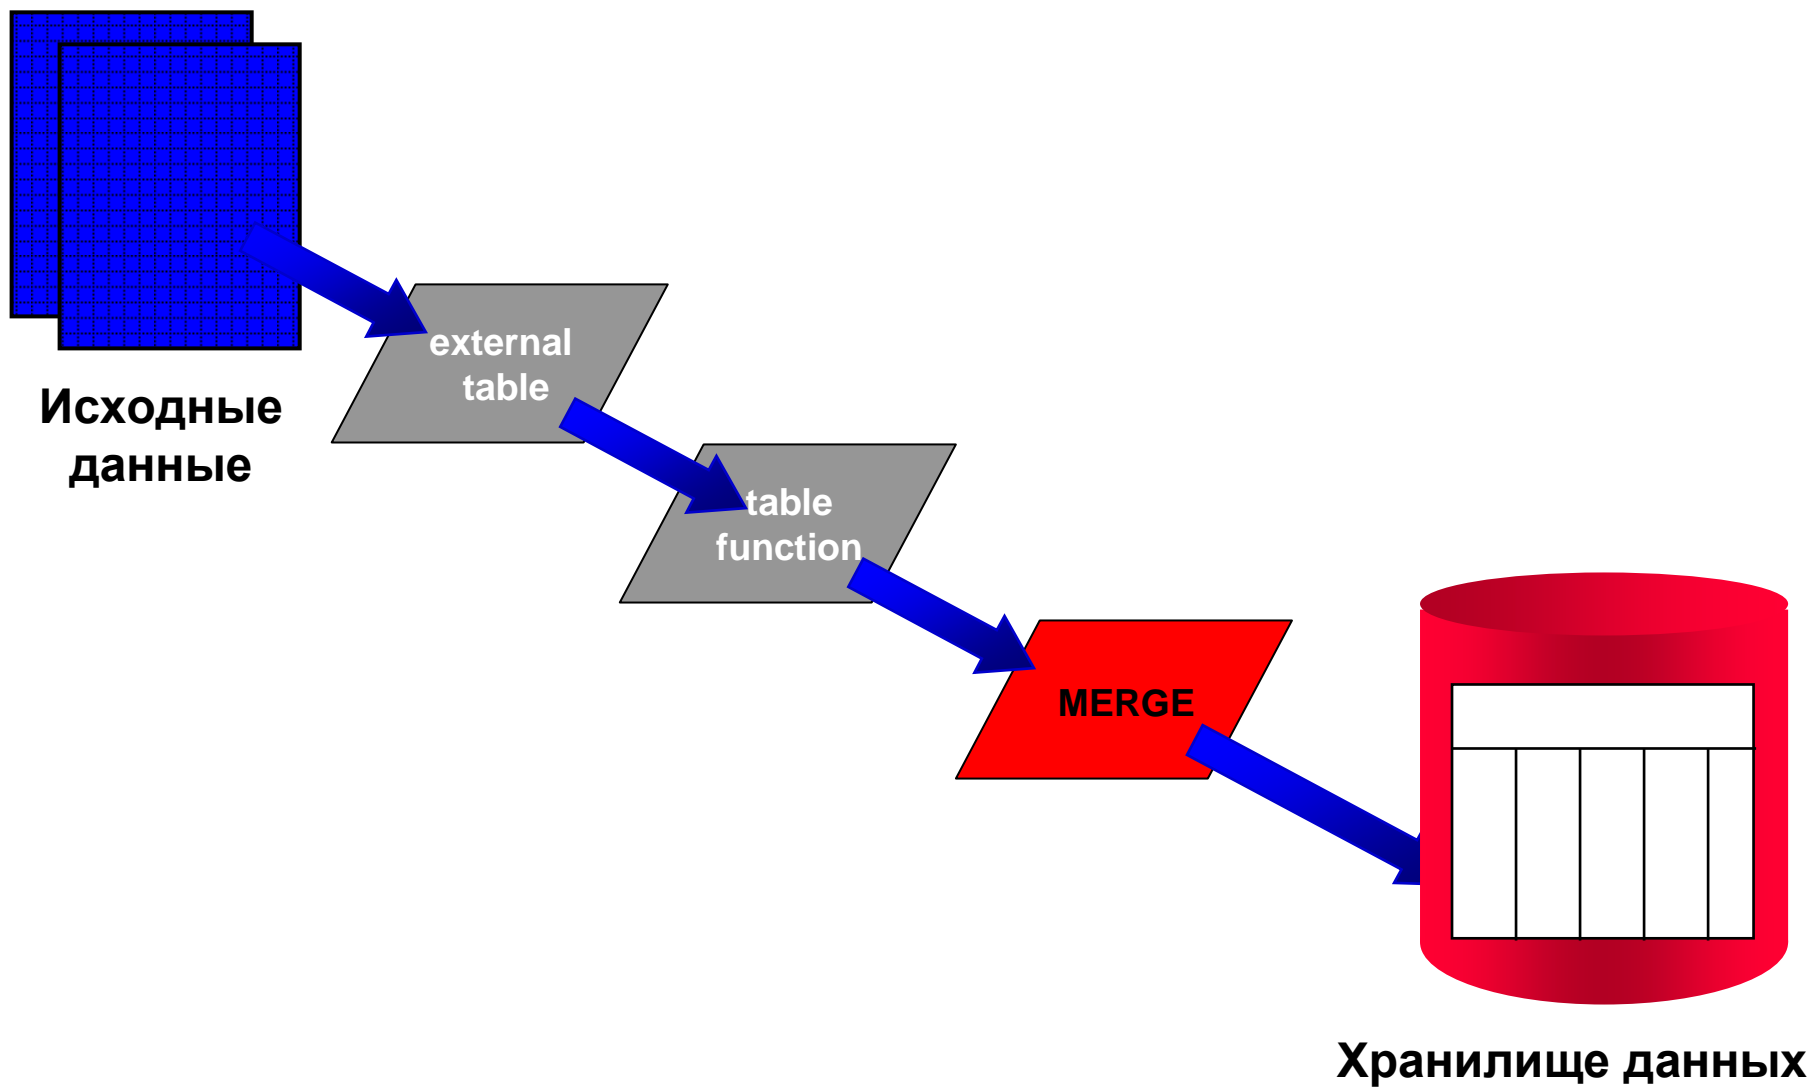 Исходные
данные
external
table
table
function
MERGE
Хранилище данных